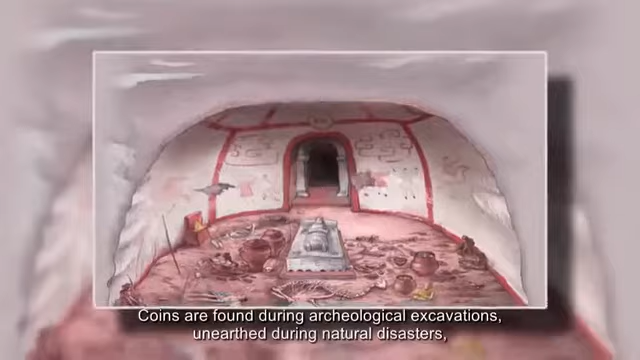 Coins are found during archeological excavations,
unearthed during natural disasters,